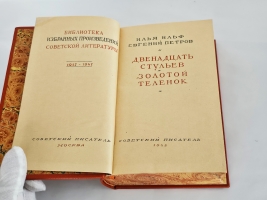 БИБЛИОТЕКА
ИЗБРАННЫХ ПРОИЗВЕДЕНИЙ
СОВЕТСКОЙ ЛИТЕРАТУРЫ
1917-1947
СОВЕТСКИЙ ПИСАТЕЛЬ
МОСКВА
ИЛЬЯ ИЛЬФ
ЕВГЕНИЙ ПЕТРОВ
ДВЕНАДЦАТЬ
СТУЛЬЕВ
ЗОЛОТОЙ
ТЕЛЕНОК
СОВЕТСКИЙ ПИСАТЕЛЬ